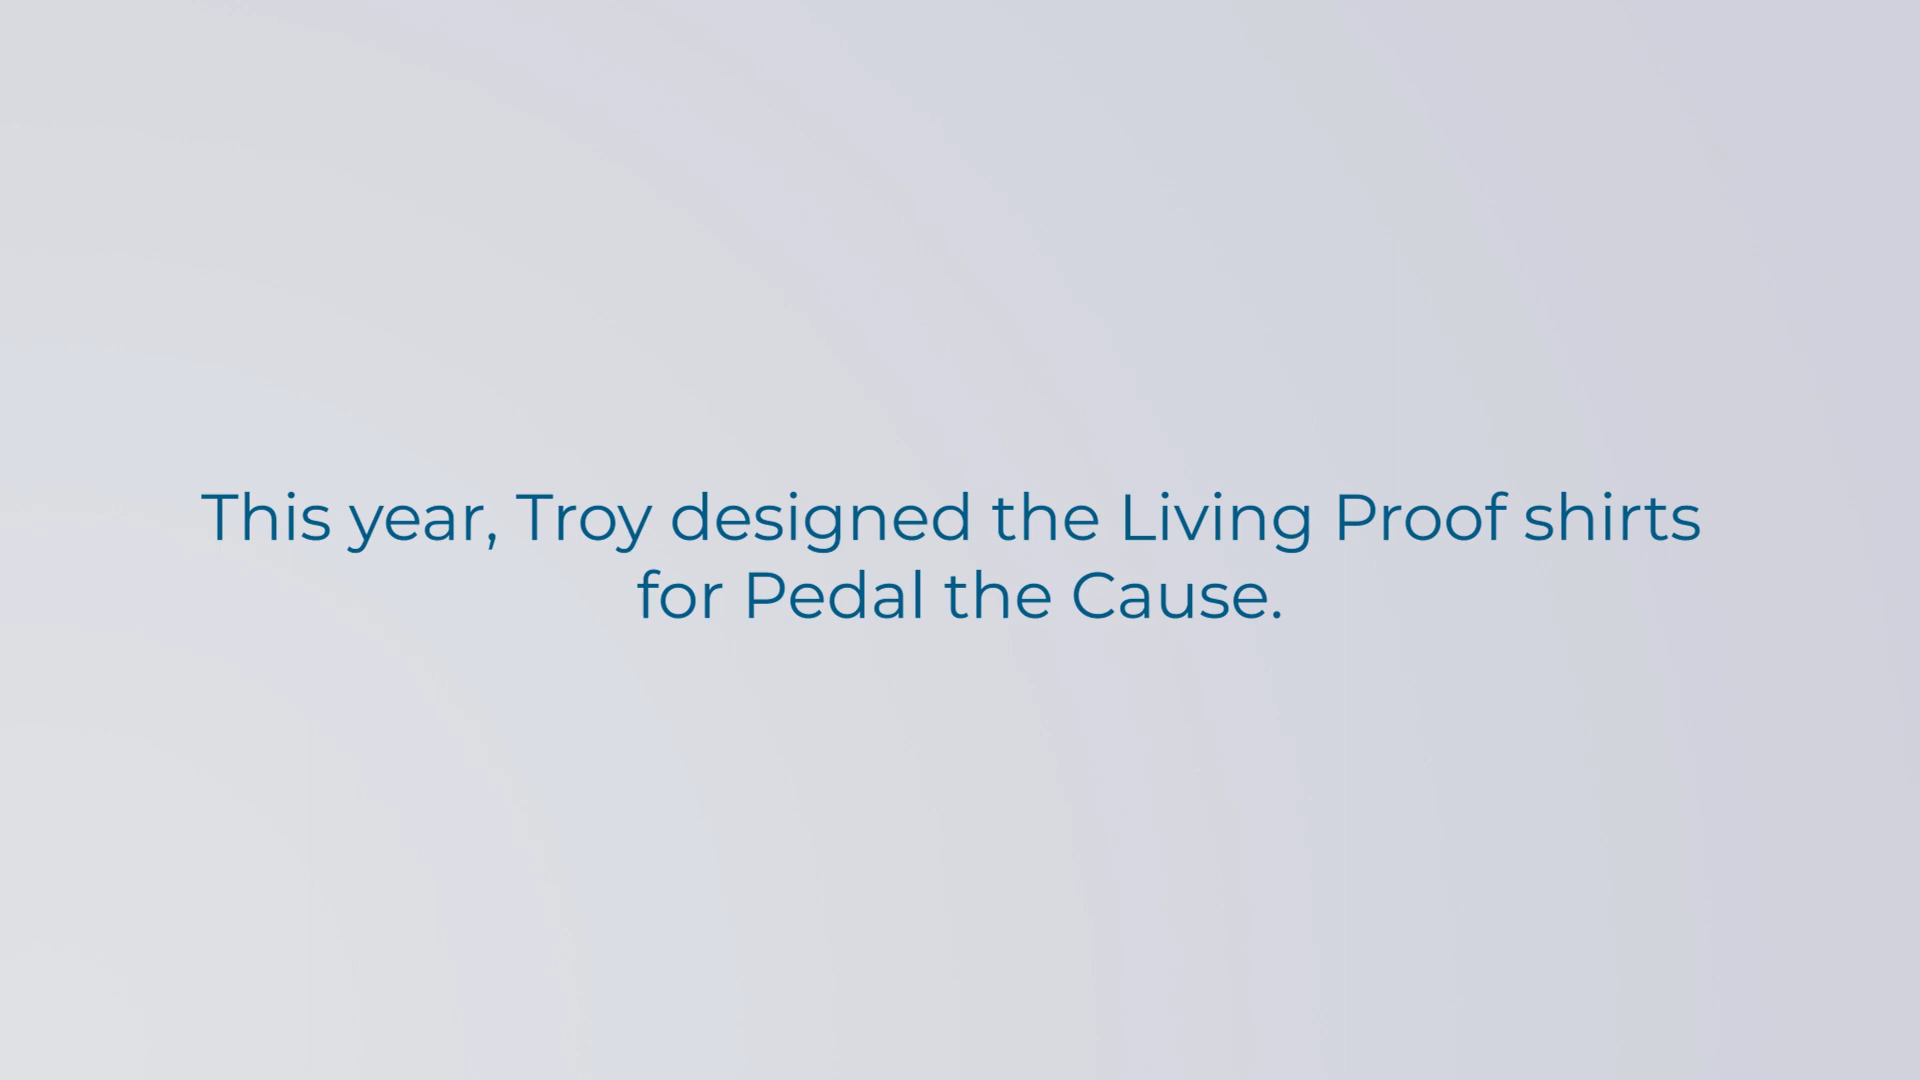 This year, Troy designed the Living Proof shirts
for Pedal the Cause.